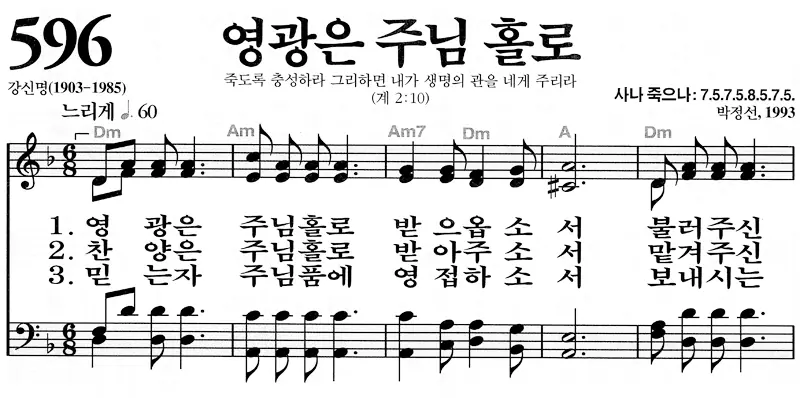 596
영광은 주님 홀로
강신명(1903-1985)
죽도록 충성하라 그리하면 내가 생명의 관을 네게 주리라
(계 2:10)
사나 죽으나: 7.5.7.5.8.5.7.5.
느리게 ♩. 60
박정선, 1993
Dm Am Am7 Dm A Dm
6
8
1. 영 광은 주님홀로 받 으옵 소 서 불러주신
2. 찬 양은 주님홀로 받 아주 소 서 맡겨주신
3. 믿 는자 주님품에 영 접하 소 서 보내시는
6
8